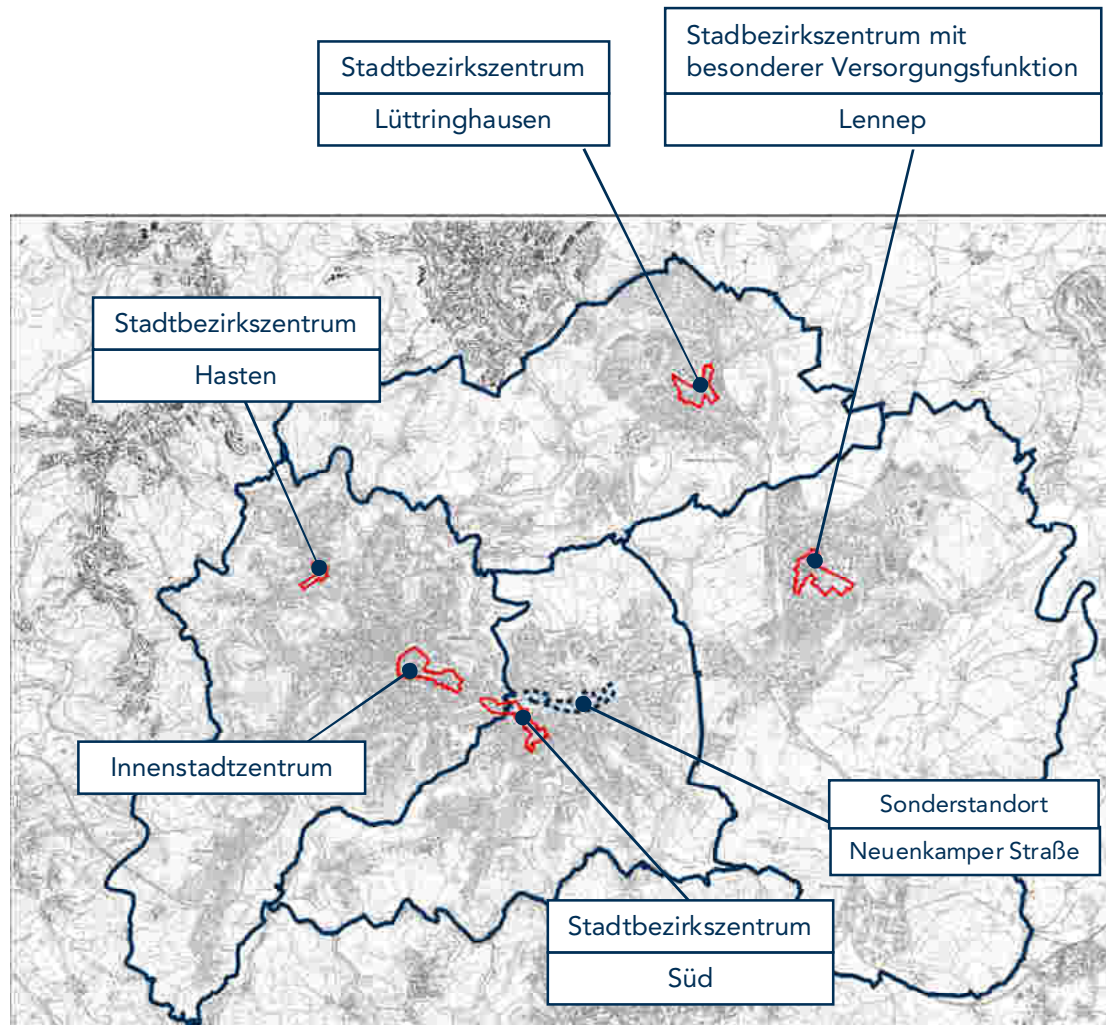 Stadtbezirkszentrum
Lüttringhausen
Stadbezirkszentrum mit
besonderer Versorgungsfunktion
Lennep
Stadtbezirkszentrum
Hasten
Innenstadtzentrum
Sonderstandort
Neuenkamper Straße
Stadtbezirkszentrum
Süd